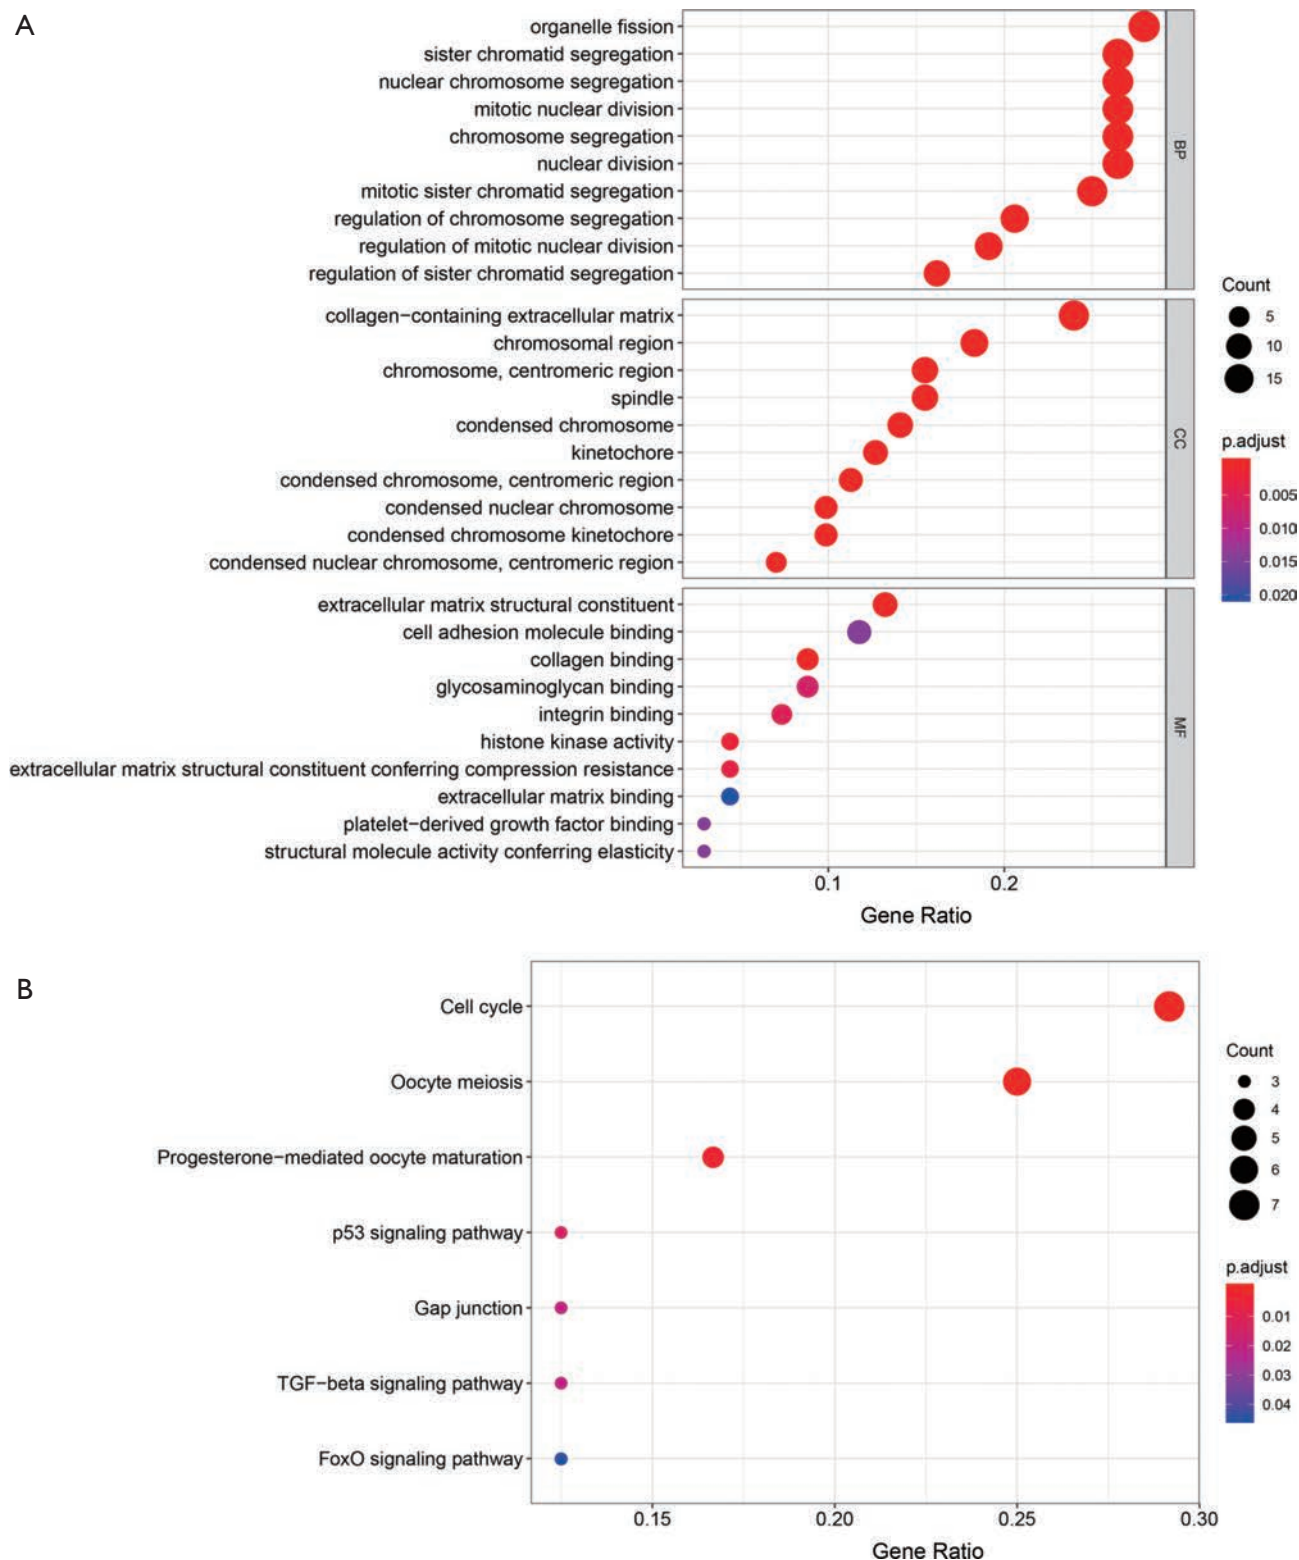 A
organelle fission
sister chromatid segregation
nuclear chromosome segregation
mitotic nuclear division
chromosome segregation
nuclear division
mitotic sister chromatid segregation
regulation of chromosome segregation
regulation of mitotic nuclear division
regulation of sister chromatid segregation
BP
collagen−containing extracellular matrix
chromosomal region
chromosome, centromeric region
spindle
condensed chromosome
kinetochore
condensed chromosome, centromeric region
condensed nuclear chromosome
condensed chromosome kinetochore
condensed nuclear chromosome, centromeric region
CC
extracellular matrix structural constituent
cell adhesion molecule binding
collagen binding
glycosaminoglycan binding
integrin binding
histone kinase activity
extracellular matrix structural constituent conferring compression resistance
extracellular matrix binding
platelet−derived growth factor binding
structural molecule activity conferring elasticity
MF
0.1 0.2
Gene Ratio
Count
5
10
15
p.adjust
0.005
0.010
0.015
0.020
B
Cell cycle
Oocyte meiosis
Progesterone−mediated oocyte maturation
p53 signaling pathway
Gap junction
TGF−beta signaling pathway
FoxO signaling pathway
0.15 0.20 0.25 0.30
Gene Ratio
Count
3
4
5
6
7
p.adjust
0.01
0.02
0.03
0.04